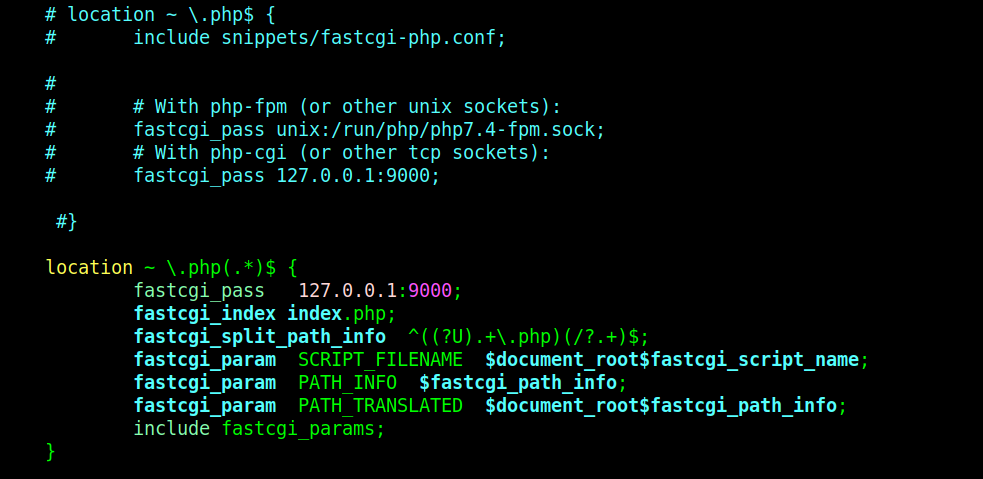 # location ~ \.php$ {
#       include snippets/fastcgi-php.conf;
#
#       # With php-fpm (or other unix sockets):
#       fastcgi_pass unix:/run/php/php7.4-fpm.sock;
#       # With php-cgi (or other tcp sockets):
#       fastcgi_pass 127.0.0.1:9000;
#}
location ~ \.php(.*)$ {
        fastcgi_pass   127.0.0.1:9000;
        fastcgi_index index.php;
        fastcgi_split_path_info  ^((?U).+\.php)(/?.+)$;
        fastcgi_param  SCRIPT_FILENAME  $document_root$fastcgi_script_name;
        fastcgi_param  PATH_INFO  $fastcgi_path_info;
        fastcgi_param  PATH_TRANSLATED  $document_root$fastcgi_path_info;
        include fastcgi_params;
}